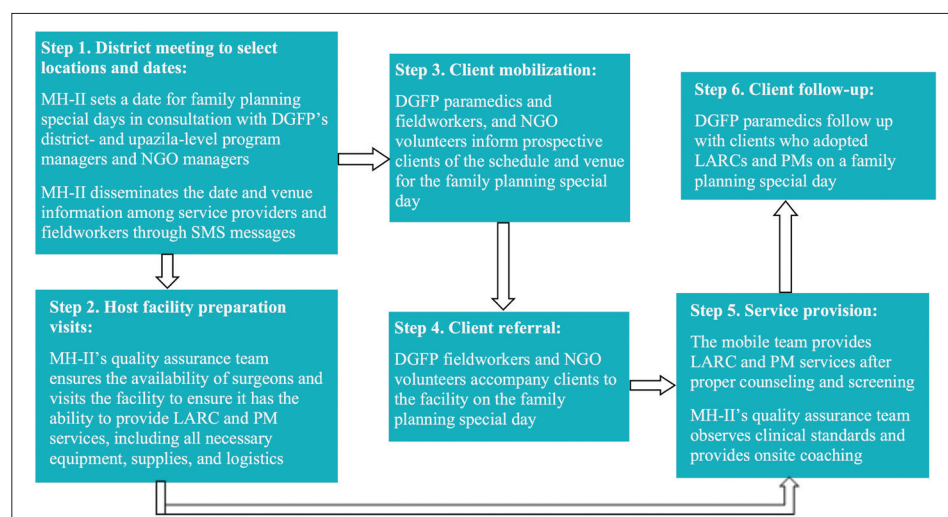 Step 1. District meeting to select
locations and dates:
MH-II sets a date for family planning
special days in consultation with DGFP's
district- and upazila-level program
managers and NGO managers
MH-II disseminates the date and venue
information among service providers and
fieldworkers through SMS messages
Step 2. Host facility preparation
visits:
MH-II's quality assurance team
ensures the availability of surgeons and
visits the facility to ensure it has the
ability to provide LARC and PM
services, including all necessary
equipment, supplies, and logistics
Step 3. Client mobilization:
DGFP paramedics and
fieldworkers, and NGO
volunteers inform prospective
clients of the schedule and venue
for the family planning special
day
Step 4. Client referral:
DGFP fieldworkers and NGO
volunteers accompany clients to
the facility on the family
planning special day
Step 5. Service provision:
The mobile team provides
LARC and PM services after
proper counseling and screening
MH-II's quality assurance team
observes clinical standards and
provides onsite coaching
Step 6. Client follow-up:
DGFP paramedics follow up
with clients who adopted
LARCs and PMs on a family
planning special day